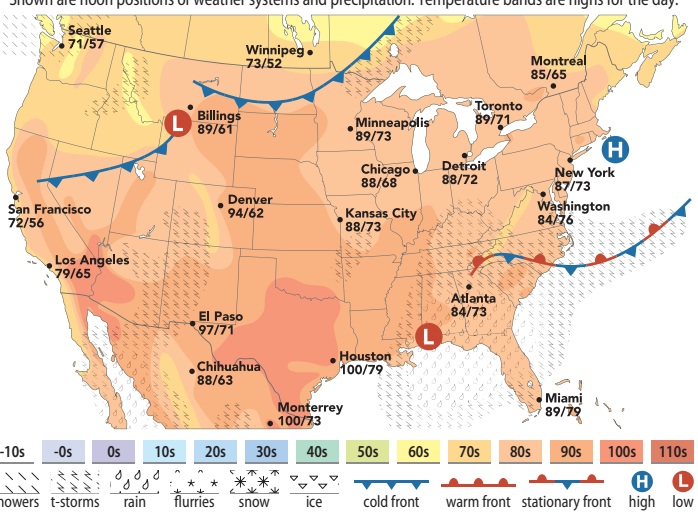 Shown are noon positions of weather systems and precipitation. Temperature bands are highs for the day.
Seattle
71/57
Winnipeg
73/52
Montreal
85/65
Billings
89/61
L
Minneapolis
89/73
Toronto
89/71
H
Chicago
88/68
Detroit
88/72
New York
87/73
San Francisco
72/56
Denver
94/62
Kansas City
88/73
Washington
84/76
Los Angeles
79/65
Atlanta
84/73
El Paso
97/71
L
Chihuahua
88/63
Houston
100/79
Monterrey
100/73
Miami
89/79
-10s -0s 0s 10s 20s 30s 40s 50s 60s 70s 80s 90s 100s 110s
howers t-storms rain flurries snow ice cold front warm front stationary front H high L low